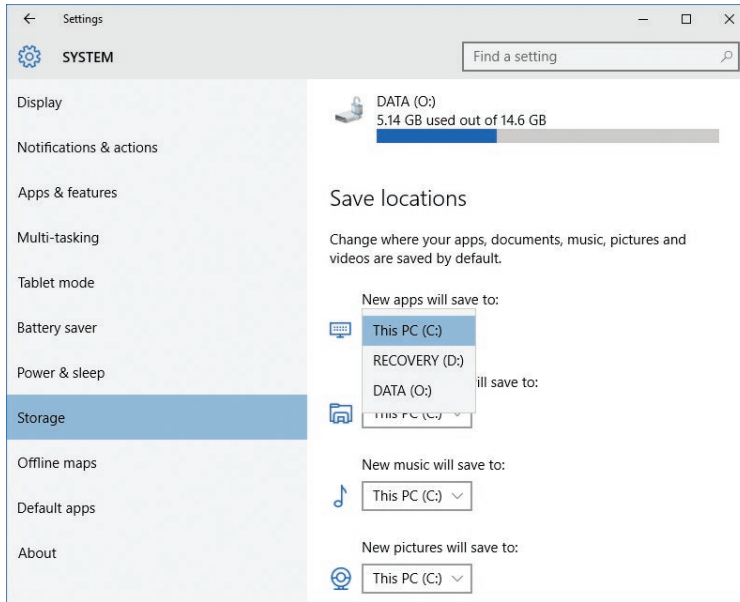 Settings
SYSTEM
Find a setting
Display
Notifications & actions
Apps & features
Multi-tasking
Tablet mode
Battery saver
Power & sleep
Storage
Offline maps
Default apps
About
DATA (O:)
5.14 GB used out of 14.6 GB
Save locations
Change where your apps, documents, music, pictures and
videos are saved by default.
New apps will save to:
This PC (C:)
RECOVERY (D:)
DATA (O:)
ill save to:
This PC (C:)
New music will save to:
This PC (C:)
New pictures will save to:
This PC (C:)